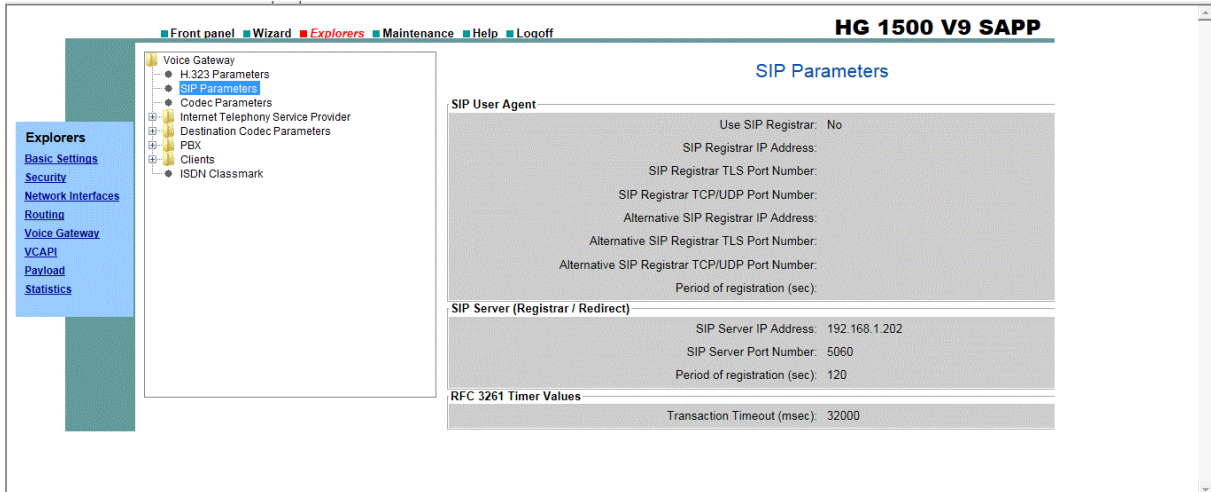 Front panel Wizard Explorers Maintenance Help Logoff
HG 1500 V9 SAPP
Explorers
Basic Settings
Security
Network Interfaces
Routing
Voice Gateway
VCAPI
Payload
Statistics
Voice Gateway
H.323 Parameters
SIP Parameters
Codec Parameters
Internet Telephony Service Provider
Destination Codec Parameters
PBX
Clients
ISDN Classmark
SIP Parameters
SIP User Agent
Use SIP Registrar: No
SIP Registrar IP Address:
SIP Registrar TLS Port Number:
SIP Registrar TCP/UDP Port Number:
Alternative SIP Registrar IP Address:
Alternative SIP Registrar TLS Port Number:
Alternative SIP Registrar TCP/UDP Port Number:
Period of registration (sec):
SIP Server (Registrar / Redirect)
SIP Server IP Address: 192.168.1.202
SIP Server Port Number: 5060
Period of registration (sec): 120
RFC 3261 Timer Values
Transaction Timeout (msec): 32000